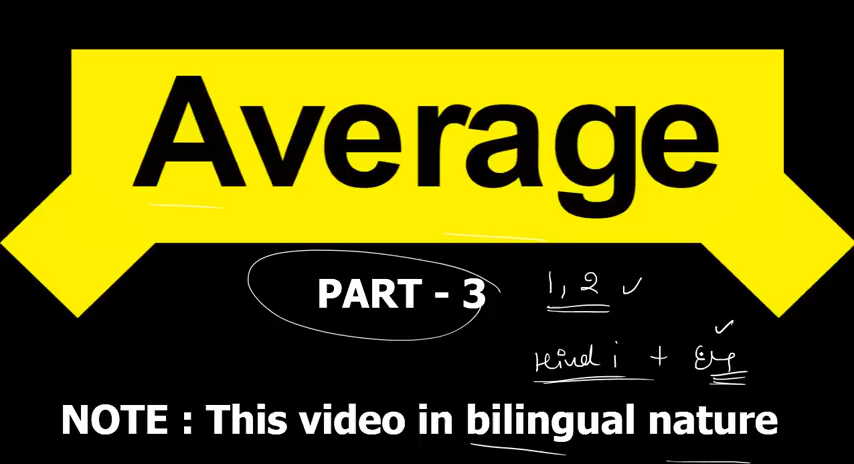 Average
PART - 3
1, 2 ✓
Hindi + Eng
NOTE : This video in bilingual nature